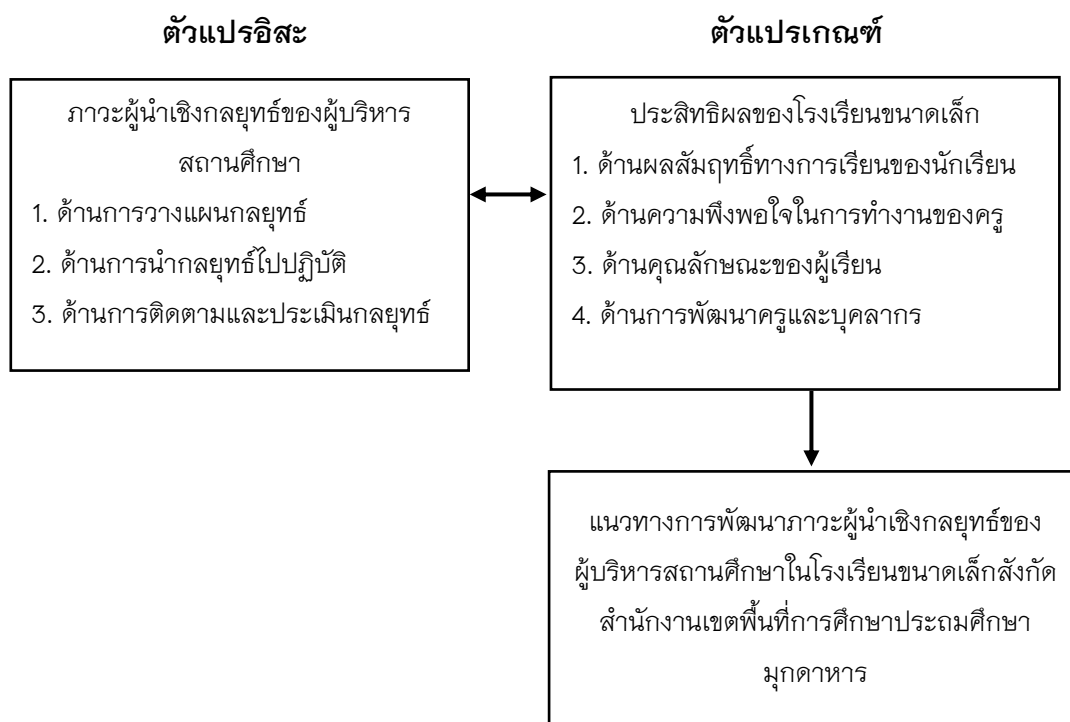 ตัวแปรอิสะ
ตัวแปรเกณฑ์
ภาวะผู้นำเชิงกลยุทธ์ของผู้บริหาร
สถานศึกษา
1. ด้านการวางแผนกลยุทธ์
2. ด้านการนำกลยุทธ์ไปปฏิบัติ
3. ด้านการติดตามและประเมินกลยุทธ์
ประสิทธิผลของโรงเรียนขนาดเล็ก
1. ด้านผลสัมฤทธิ์ทางการเรียนของนักเรียน
2. ด้านความพึงพอใจในการทำงานของครู
3. ด้านคุณลักษณะของผู้เรียน
4. ด้านการพัฒนาครูและบุคลากร
แนวทางการพัฒนาภาวะผู้นำเชิงกลยุทธ์ของ
ผู้บริหารสถานศึกษาในโรงเรียนขนาดเล็กสังกัด
สำนักงานเขตพื้นที่การศึกษาประถมศึกษา
มุกดาหาร